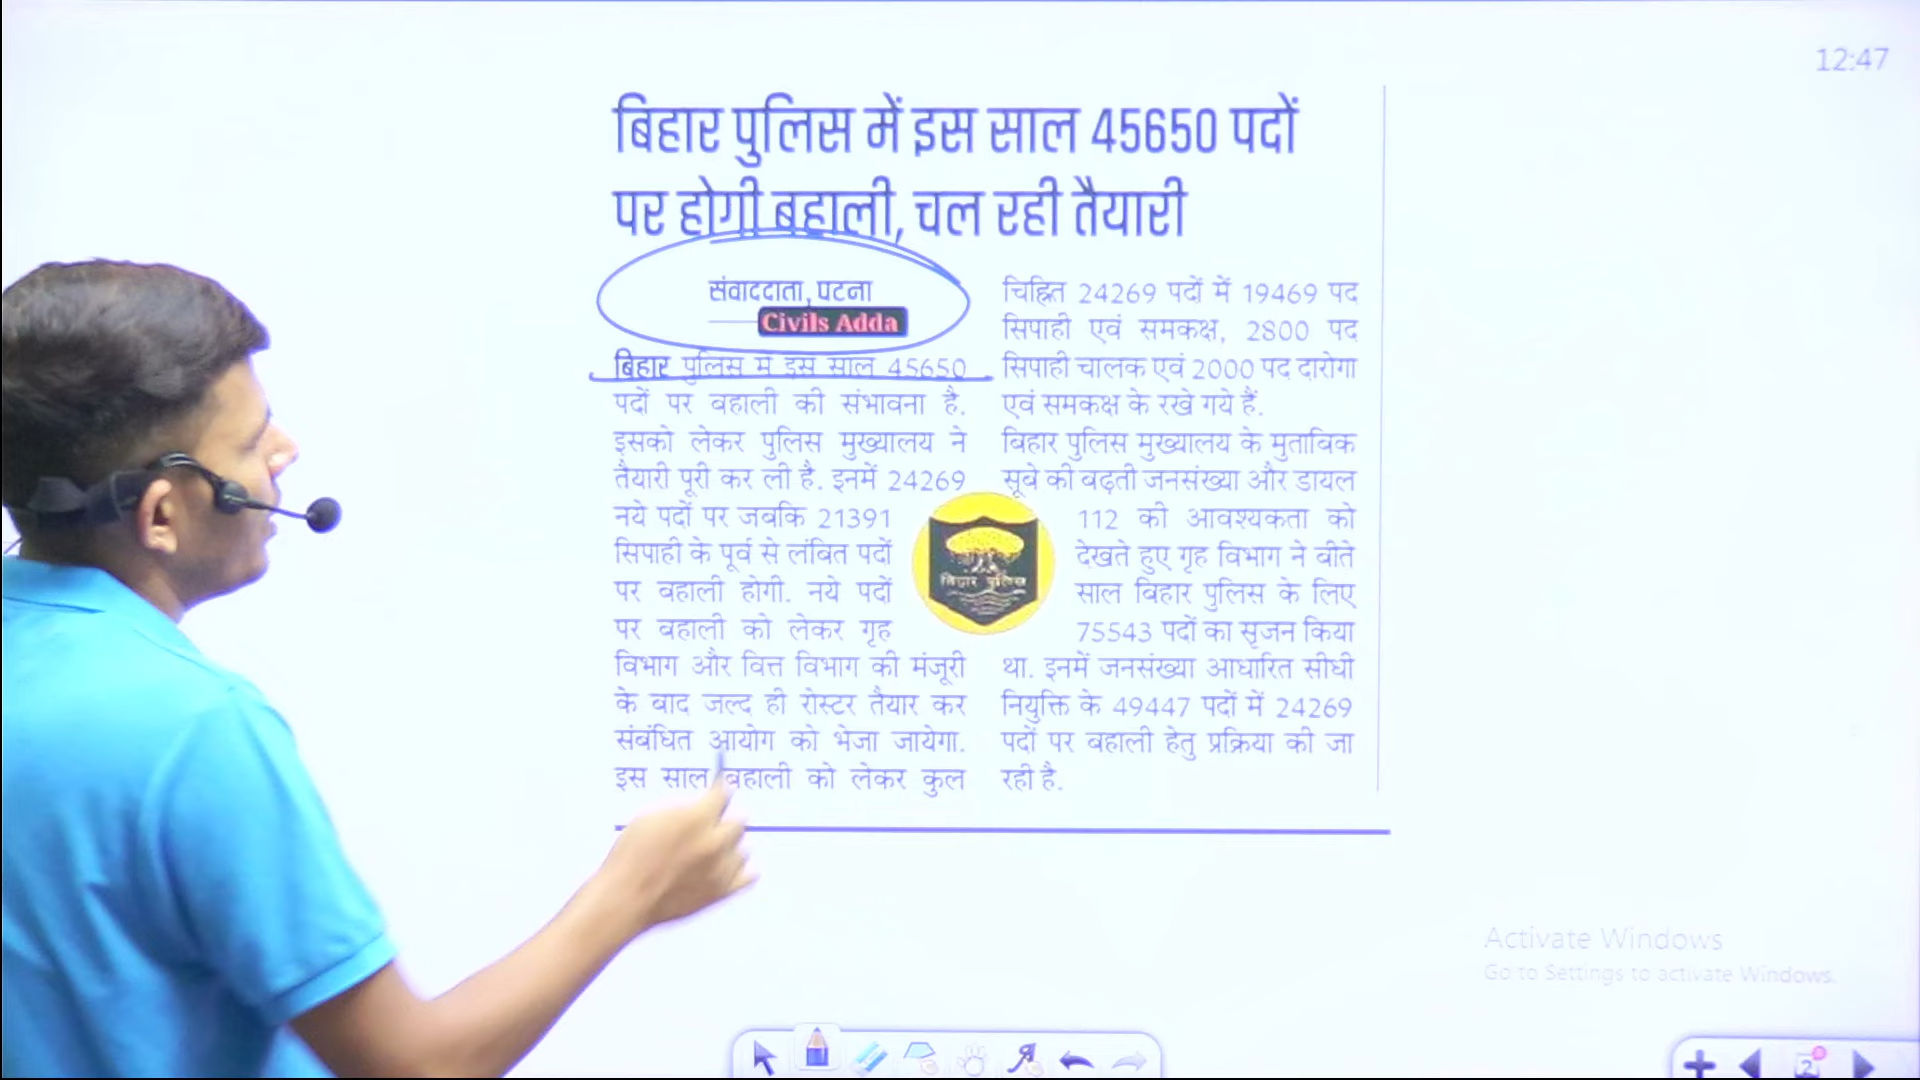 12:47
बिहार पुलिस में इस साल 45650 पदों
पर होगी बहाली, चल रही तैयारी
संवाददाता, पटना
Civils Adda
बिहार पुलिस में इस साल 45650
पदों पर बहाली की संभावना है.
इसको लेकर पुलिस मुख्यालय ने
तैयारी पूरी कर ली है. इनमें 24269
नये पदों पर जबकि 21391
सिपाही के पूर्व से लंबित पदों
पर बहाली होगी. नये पदों
पर बहाली को लेकर गृह
विभाग और वित्त विभाग की मंजूरी
के बाद जल्द ही रोस्टर तैयार कर
संबंधित आयोग को भेजा जायेगा.
इस साल बहाली को लेकर कुल
चिह्नित 24269 पदों में 19469 पद
सिपाही एवं समकक्ष, 2800 पद
सिपाही चालक एवं 2000 पद दारोगा
एवं समकक्ष के रखे गये हैं.
बिहार पुलिस मुख्यालय के मुताबिक
सूबे की बढ़ती जनसंख्या और डायल
112 की आवश्यकता को
देखते हुए गृह विभाग ने बीते
साल बिहार पुलिस के लिए
75543 पदों का सृजन किया
था. इनमें जनसंख्या आधारित सीधी
नियुक्ति के 49447 पदों में 24269
पदों पर बहाली हेतु प्रक्रिया की जा
रही है.
बिहार पुलिस
Activate Windows
Go to Settings to activate Windows.
2